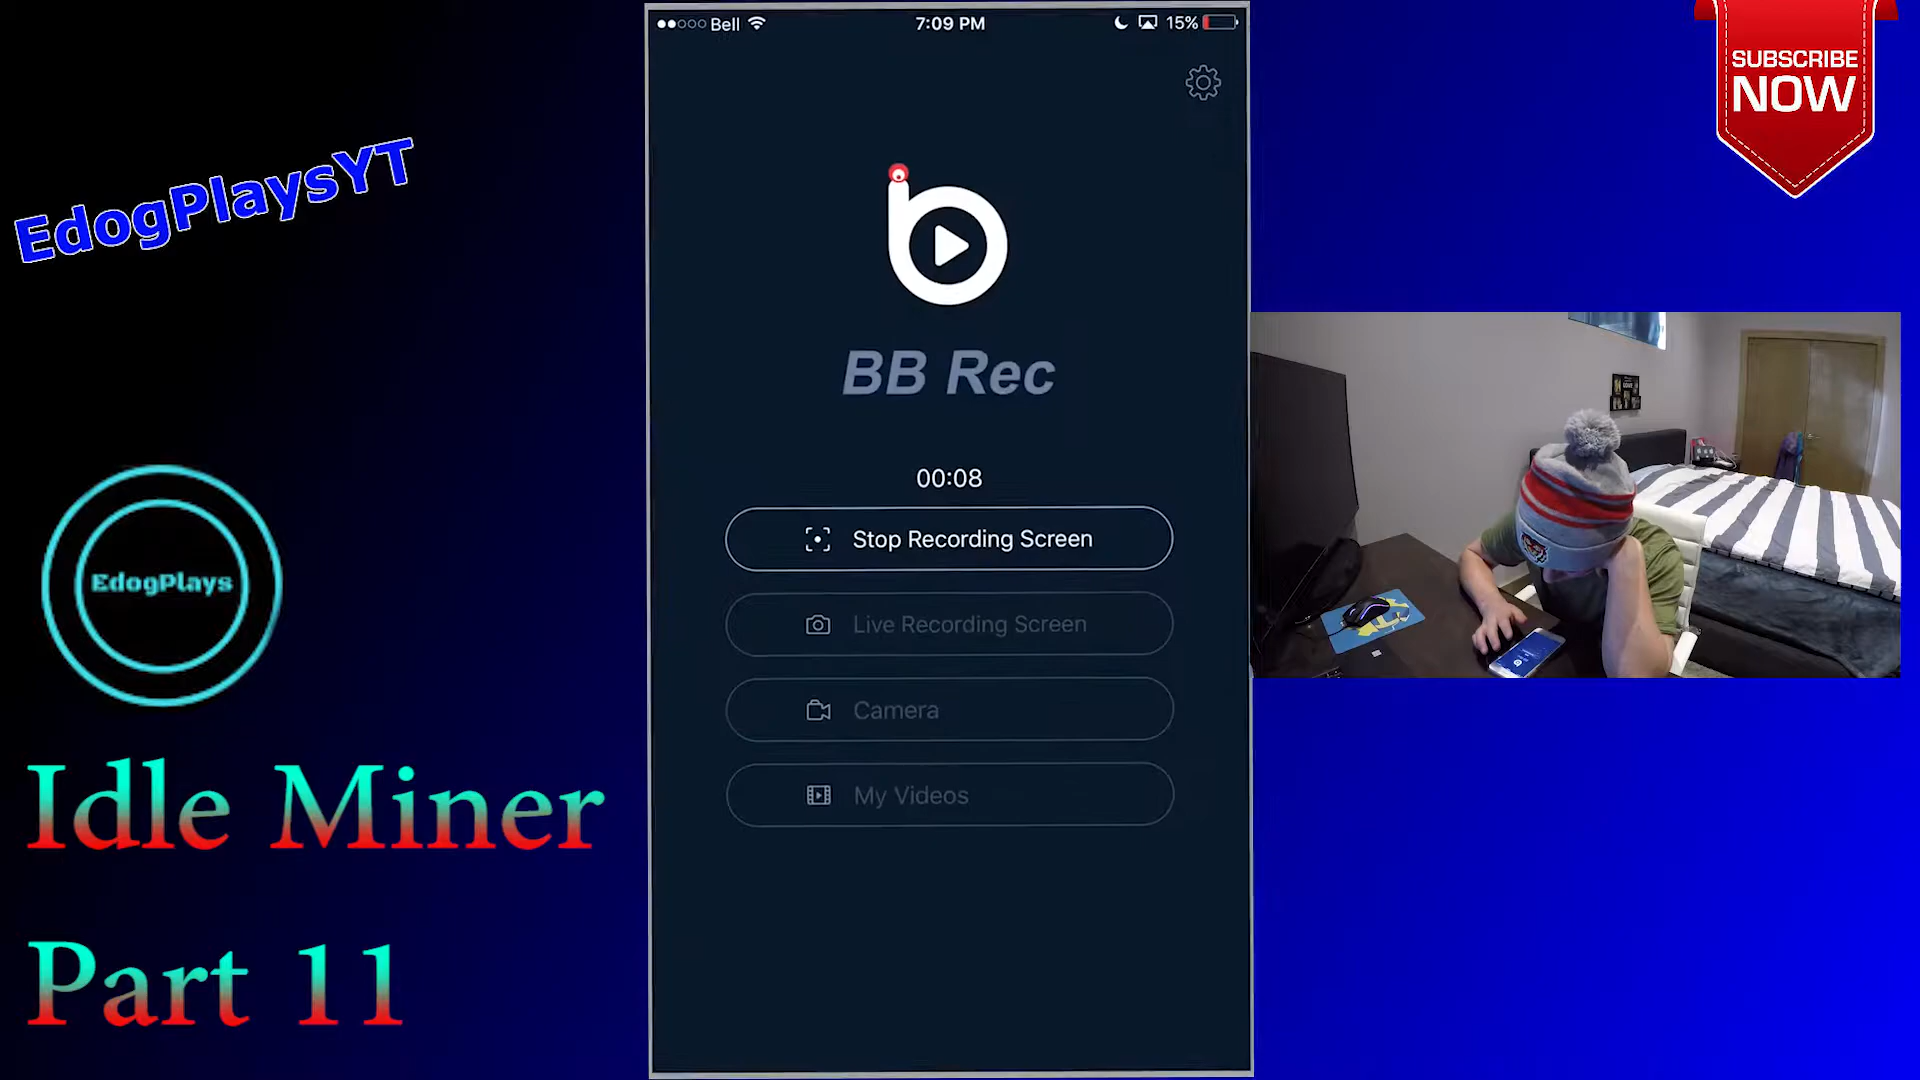 Bell
7:09 PM
15%
SUBSCRIBE
NOW
EdogPlaysYT
BB Rec
00:08
Stop Recording Screen
Live Recording Screen
Camera
My Videos
EdogPlays
Idle Miner
Part 11